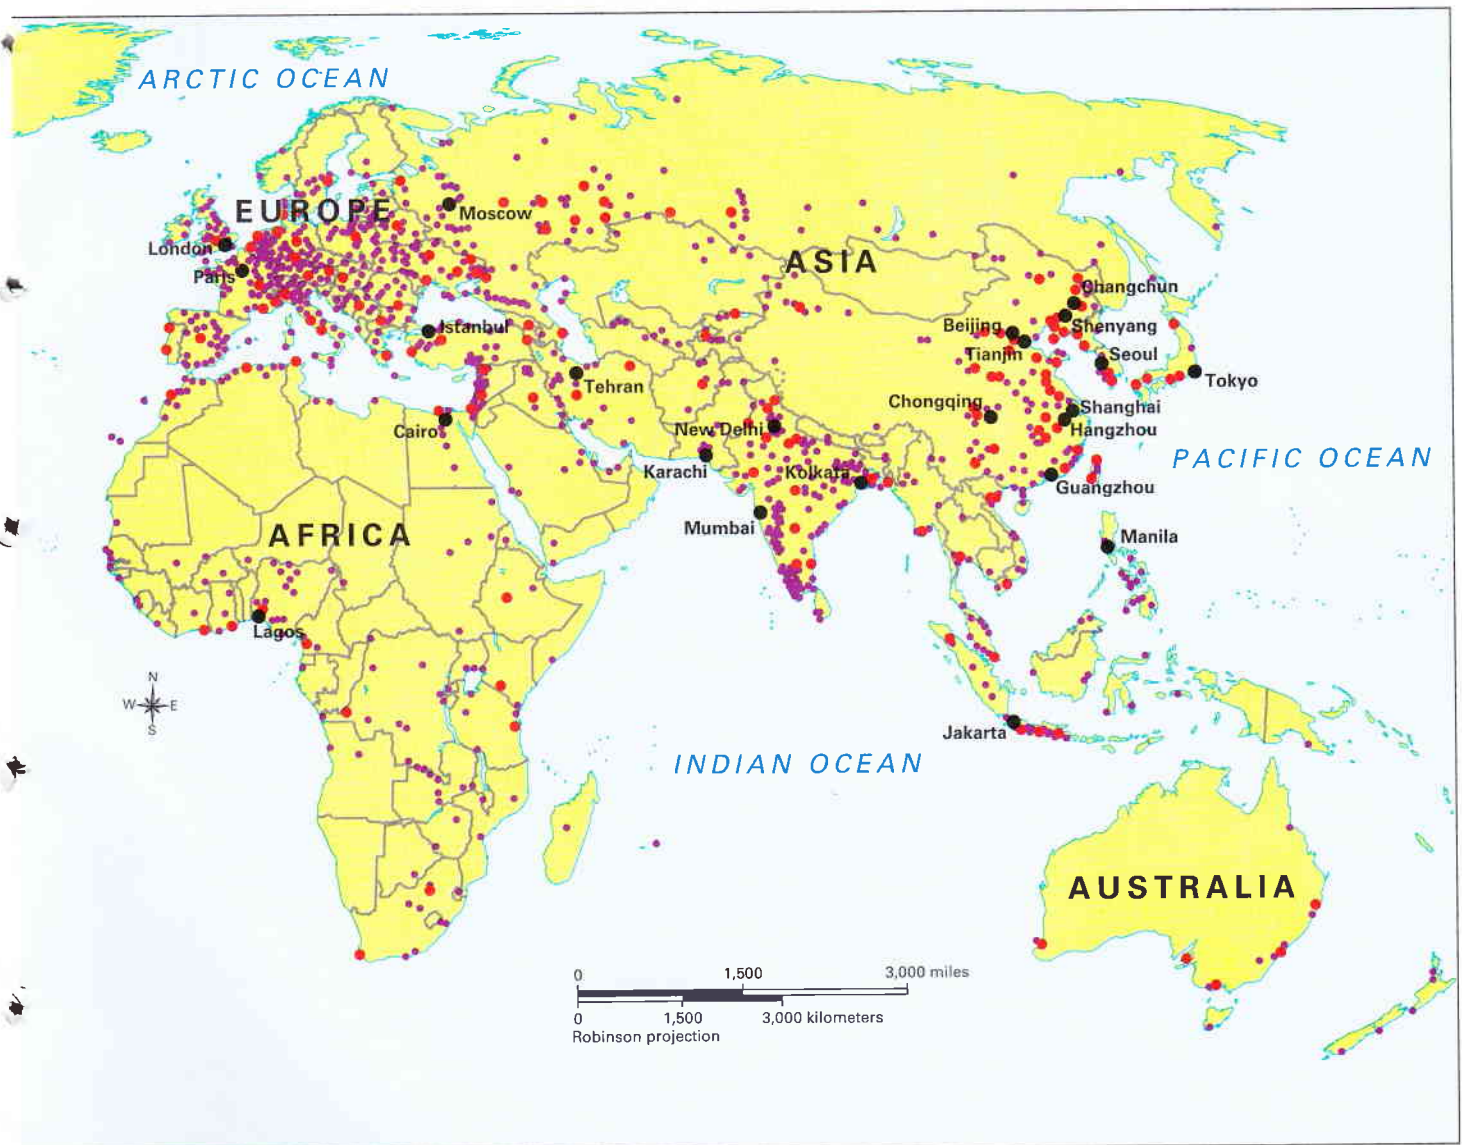 ARCTIC OCEAN
EUROPE
Moscow
London
Paris
ASIA
Changchun
Istanbul
Beijing
Shenyang
Tianjin
Seoul
Tehran
Tokyo
Chongqing
Shanghai
Cairo
New Delhi
Hangzhou
Karachi
Kolkata
PACIFIC OCEAN
Guangzhou
AFRICA
Mumbai
Manila
Lagos
N
W E
S
Jakarta
INDIAN OCEAN
AUSTRALIA
0 1,500 3,000 miles
0 1,500 3,000 kilometers
Robinson projection